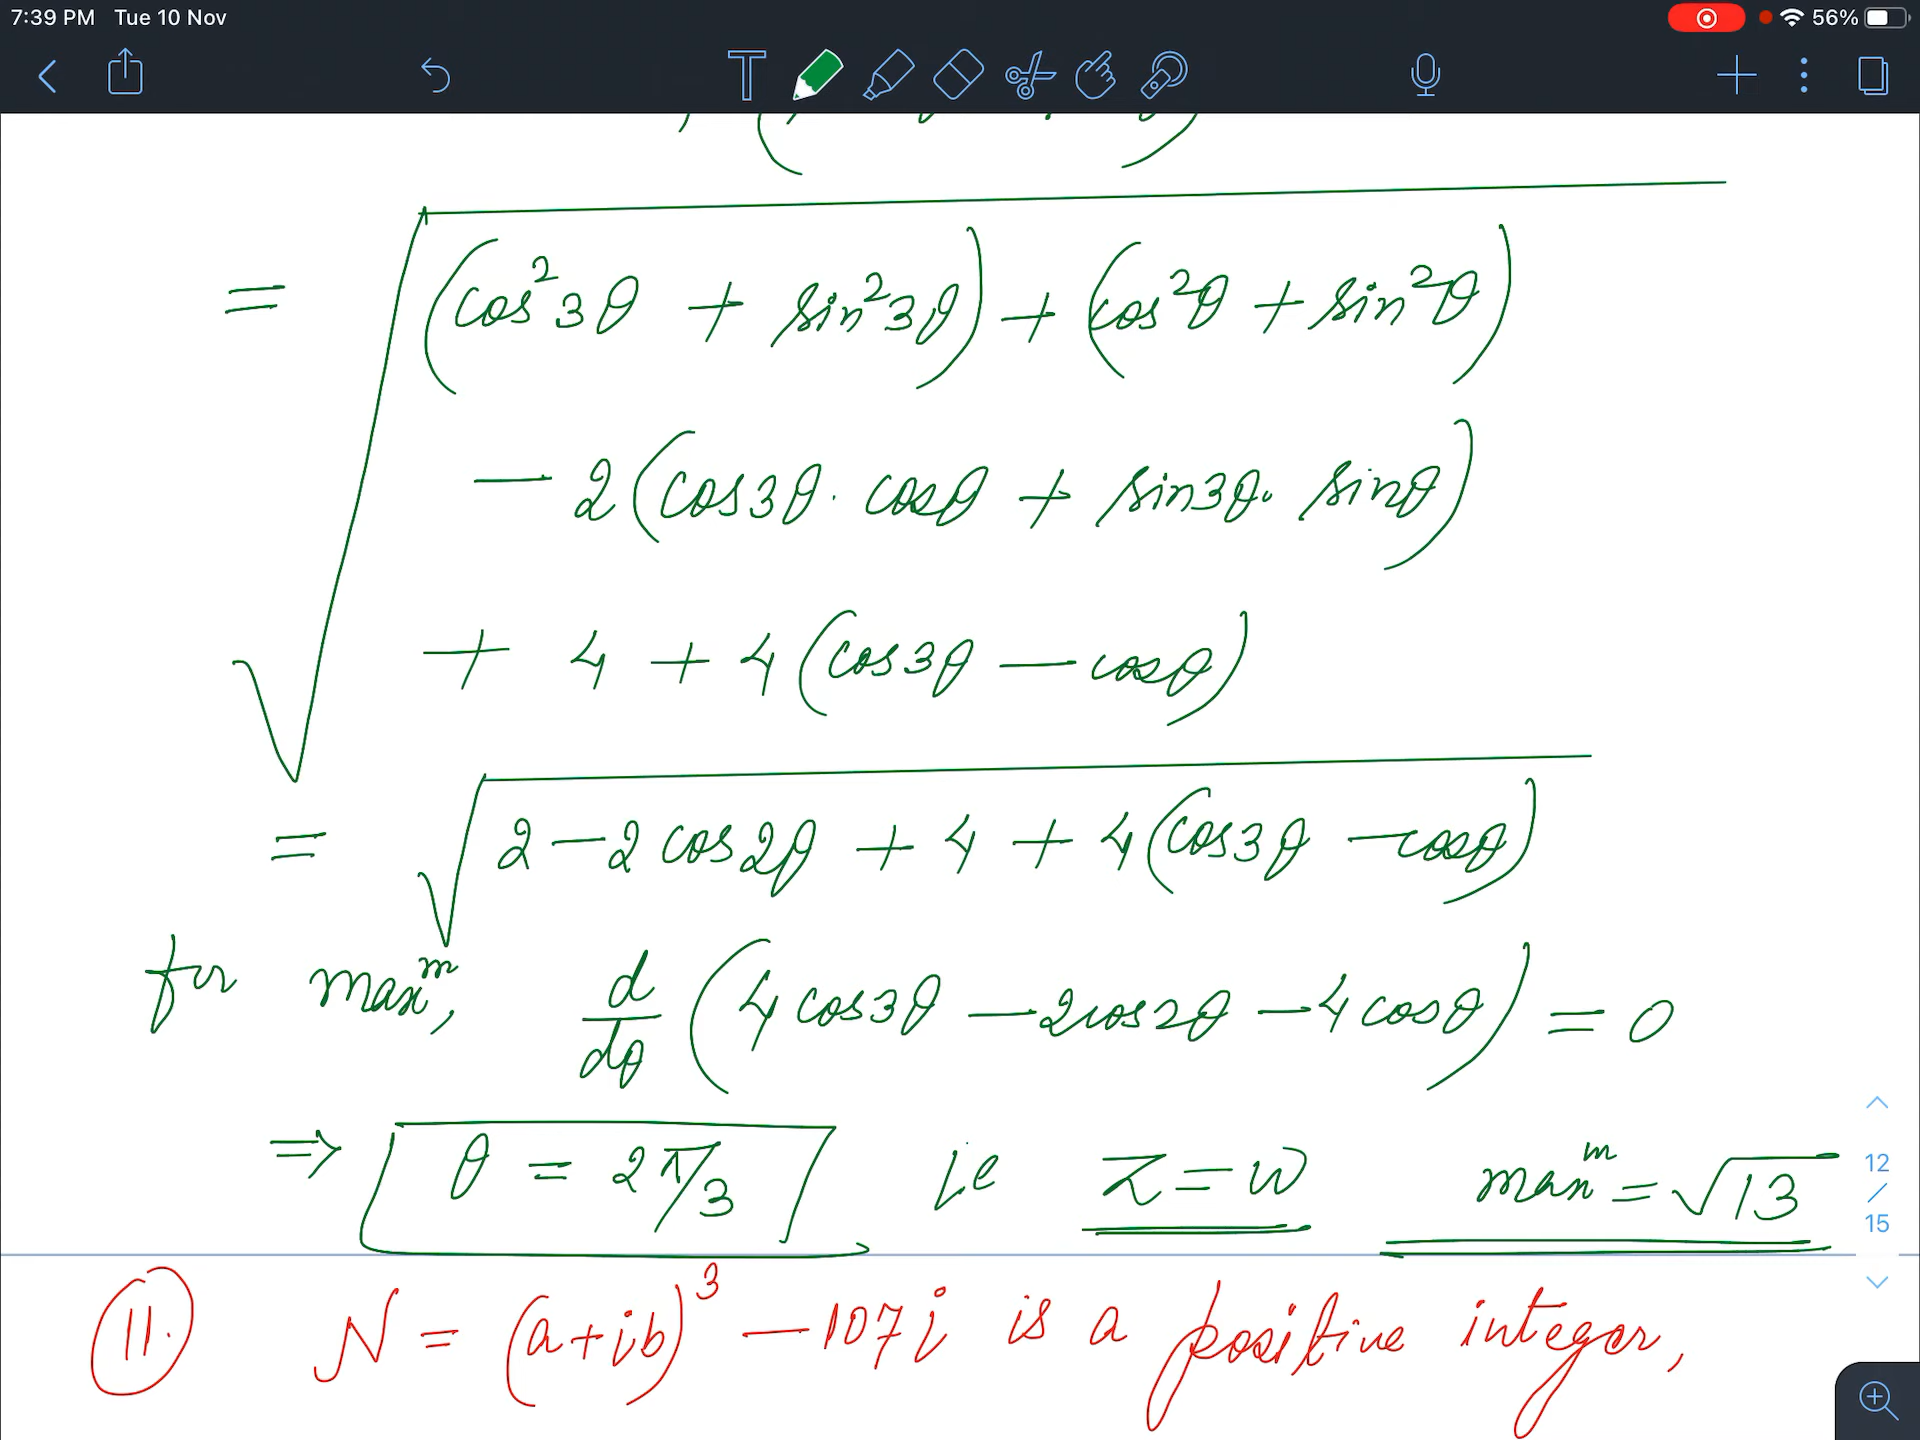 7:39 PM Tue 10 Nov 56%
T
= √((cos²3θ + sin²3θ) + (cos²θ + sin²θ)
− 2(cos3θ · cosθ + sin3θ · sinθ)
+ 4 + 4(cos3θ − cosθ))
= √(2 − 2cos2θ + 4 + 4(cos3θ − cosθ))
for maxᵐ, d/dθ (4cos3θ − 2cos2θ − 4cosθ) = 0
⇒ θ = 2π/3 ie z = w maxᵐ = √13
12
/
15
11. N = (a+ib)³ − 107i is a positive integer,